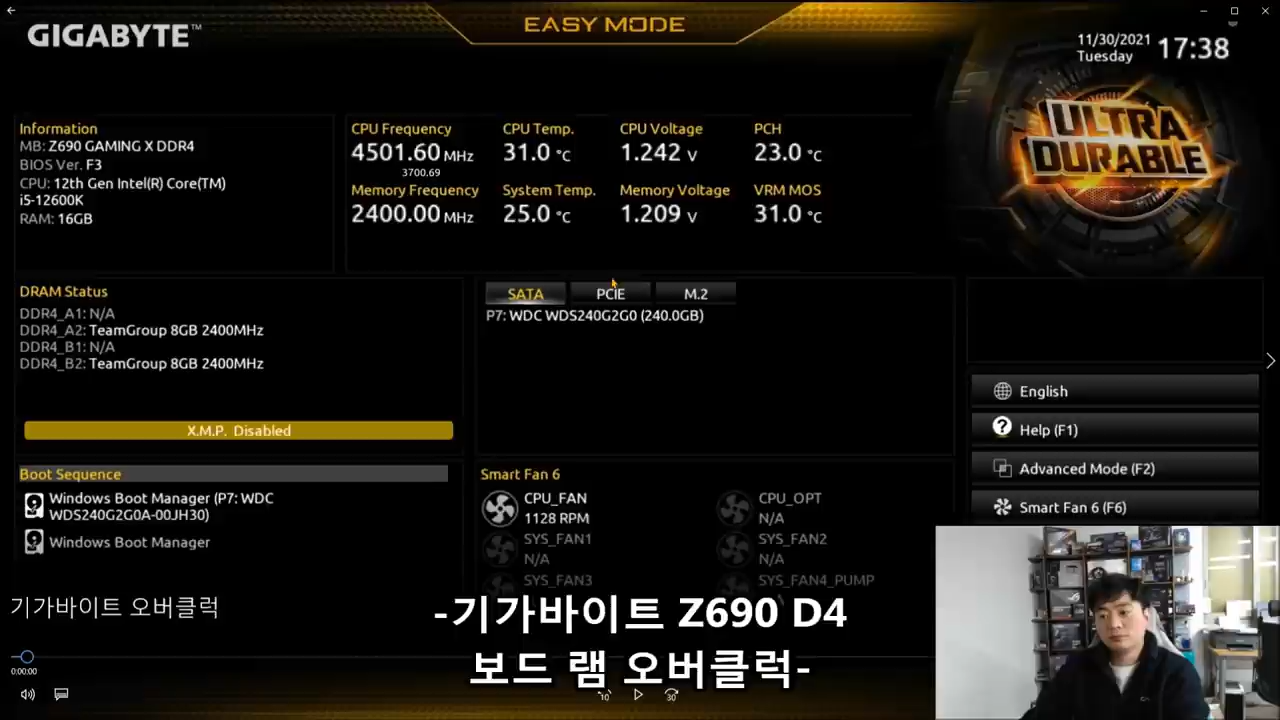 EASY MODE
GIGABYTE™
11/30/2021
Tuesday
17:38
ULTRA
DURABLE
Information
MB: Z690 GAMING X DDR4
BIOS Ver. F3
CPU: 12th Gen Intel(R) Core(TM)
i5-12600K
RAM: 16GB
CPU Frequency
4501.60 MHz
3700.69
CPU Temp.
31.0 °C
CPU Voltage
1.242 V
PCH
23.0 °C
Memory Frequency
2400.00 MHz
System Temp.
25.0 °C
Memory Voltage
1.209 V
VRM MOS
31.0 °C
DRAM Status
DDR4_A1: N/A
DDR4_A2: TeamGroup 8GB 2400MHz
DDR4_B1: N/A
DDR4_B2: TeamGroup 8GB 2400MHz
X.M.P. Disabled
SATA
PCIE
M.2
P7: WDC WDS240G2G0 (240.0GB)
English
Help (F1)
Advanced Mode (F2)
Smart Fan 6 (F6)
Boot Sequence
Windows Boot Manager (P7: WDC
WDS240G2G0A-00JH30)
Windows Boot Manager
Smart Fan 6
CPU_FAN
1128 RPM
CPU_OPT
N/A
SYS_FAN1
N/A
SYS_FAN2
N/A
SYS_FAN3
SYS_FAN4_PUMP
기가바이트 오버클럭
-기가바이트 Z690 D4
보드 램 오버클럭-
0:00:00
10
30